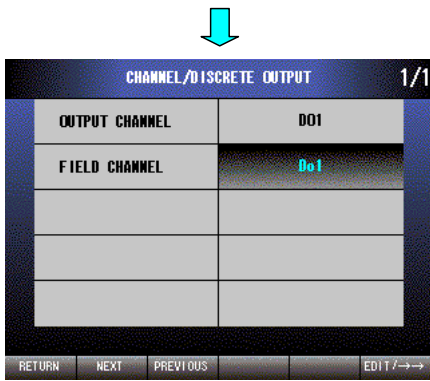 CHANNEL/DISCRETE OUTPUT 1/1
OUTPUT CHANNEL DO1
FIELD CHANNEL Do1
RETURN NEXT PREVIOUS EDIT/→→